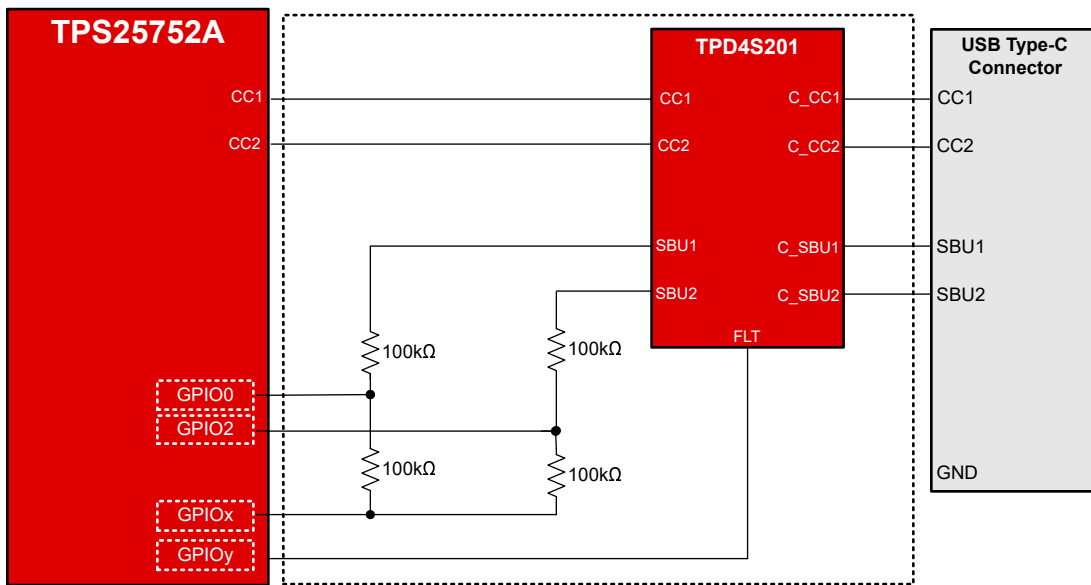 TPS25752A
CC1
CC2
GPIO0
GPIO2
GPIOx
GPIOy
100kΩ
100kΩ
100kΩ
100kΩ
TPD4S201
CC1
CC2
SBU1
SBU2
C_CC1
C_CC2
C_SBU1
C_SBU2
FLT
USB Type-C
Connector
CC1
CC2
SBU1
SBU2
GND